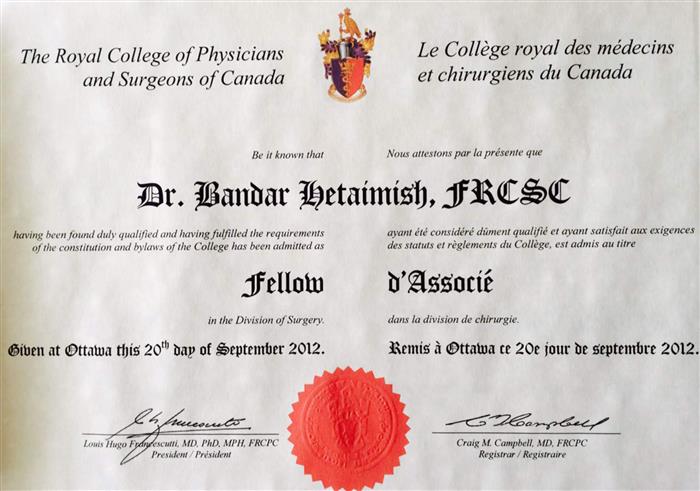 The Royal College of Physicians
and Surgeons of Canada
Le Collège royal des médecins
et chirurgiens du Canada
Be it known that
Nous attestons par la présente que
Dr. Bandar Hetaimish, FRCSC
having been found duly qualified and having fulfilled the requirements
of the constitution and bylaws of the College has been admitted as
ayant été considéré dûment qualifié et ayant satisfait aux exigences
des statuts et règlements du Collège, est admis au titre
Fellow
d'Associé
in the Division of Surgery.
dans la division de chirurgie.
Given at Ottawa this 20th day of September 2012.
Remis à Ottawa ce 20e jour de septembre 2012.
Louis Hugo Francescutti, MD, PhD, MPH, FRCPC
President / Président
Craig M. Campbell, MD, FRCPC
Registrar / Registraire